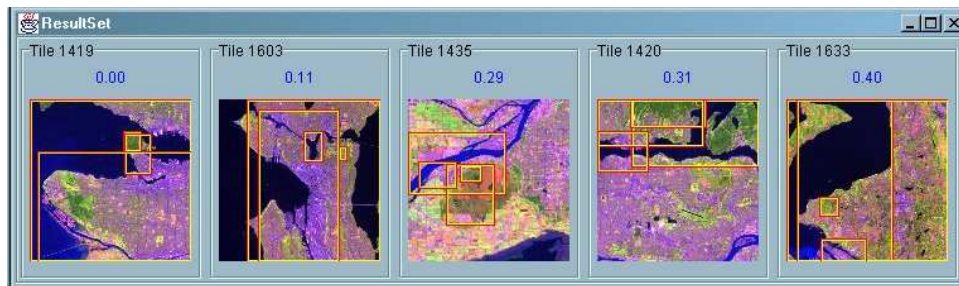 ResultSet
Tile 1419
0.00
Tile 1603
0.11
Tile 1435
0.29
Tile 1420
0.31
Tile 1633
0.40